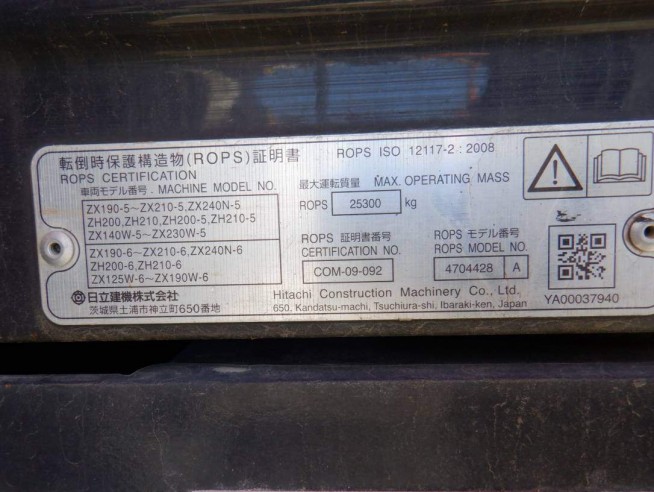 転倒時保護構造物(ROPS)証明書 ROPS ISO 12117-2 : 2008
ROPS CERTIFICATION
車両モデル番号 . MACHINE MODEL NO.
ZX190-5~ZX210-5,ZX240N-5
ZH200,ZH210,ZH200-5,ZH210-5
ZX140W-5~ZX230W-5
ZX190-6~ZX210-6,ZX240N-6
ZH200-6,ZH210-6
ZX125W-6~ZX190W-6
最大運転質量 MAX. OPERATING MASS
ROPS 25300 kg
ROPS 証明書番号
CERTIFICATION NO.
COM-09-092
ROPS モデル番号
ROPS MODEL NO.
4704428 A
YA00037940
日立建機株式会社
茨城県土浦市神立町650番地
Hitachi Construction Machinery Co., Ltd.
650, Kandatsu-machi, Tsuchiura-shi, Ibaraki-ken, Japan